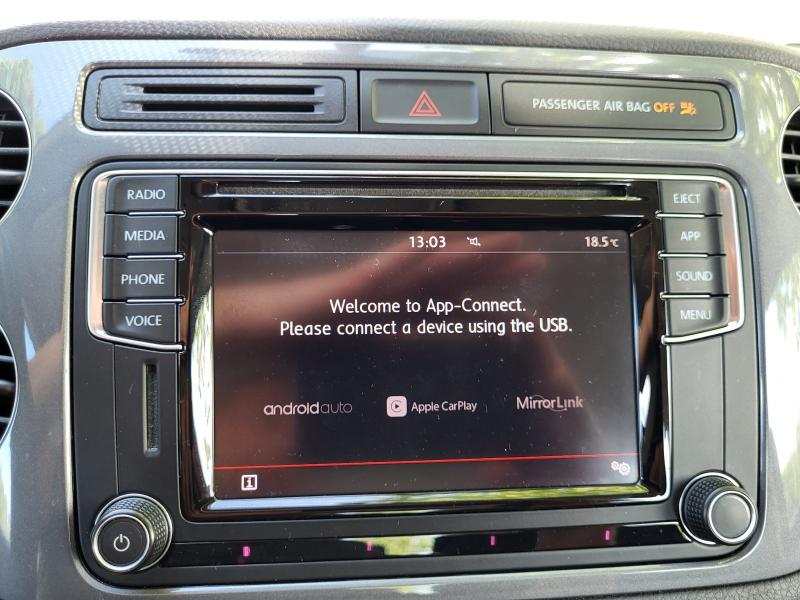 PASSENGER AIR BAG OFF
RADIO
MEDIA
PHONE
VOICE
EJECT
APP
SOUND
MENU
13:03
18.5°C
Welcome to App-Connect.
Please connect a device using the USB.
androidauto
Apple CarPlay
MirrorLink
i